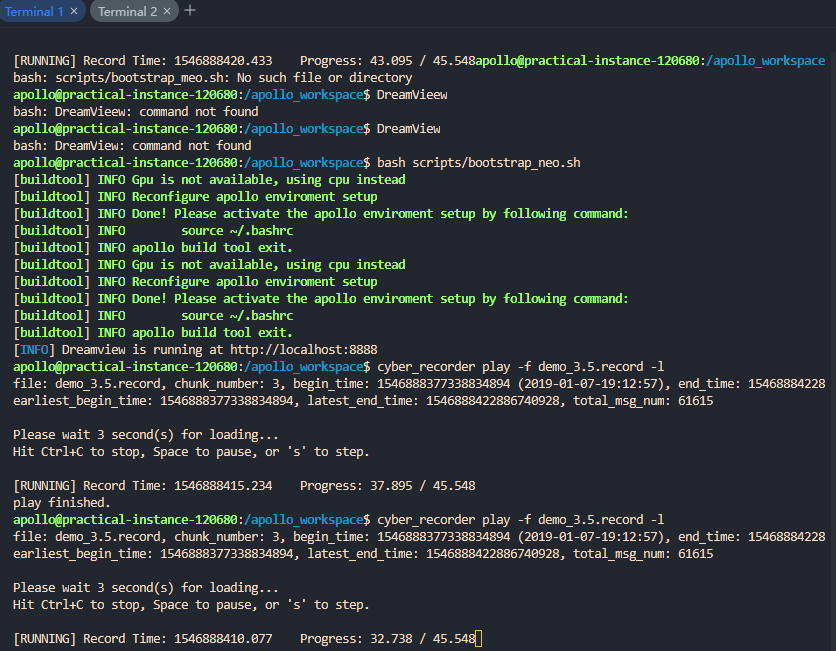 Terminal 1 × Terminal 2 × +
[RUNNING] Record Time: 1546888420.433    Progress: 43.095 / 45.548apollo@practical-instance-120680:/apollo_workspace
bash: scripts/bootstrap_meo.sh: No such file or directory
apollo@practical-instance-120680:/apollo_workspace$ DreamVieew
bash: DreamVieew: command not found
apollo@practical-instance-120680:/apollo_workspace$ DreamView
bash: DreamView: command not found
apollo@practical-instance-120680:/apollo_workspace$ bash scripts/bootstrap_neo.sh
[buildtool] INFO Gpu is not available, using cpu instead
[buildtool] INFO Reconfigure apollo enviroment setup
[buildtool] INFO Done! Please activate the apollo enviroment setup by following command:
[buildtool] INFO        source ~/.bashrc
[buildtool] INFO apollo build tool exit.
[buildtool] INFO Gpu is not available, using cpu instead
[buildtool] INFO Reconfigure apollo enviroment setup
[buildtool] INFO Done! Please activate the apollo enviroment setup by following command:
[buildtool] INFO        source ~/.bashrc
[buildtool] INFO apollo build tool exit.
[INFO] Dreamview is running at http://localhost:8888
apollo@practical-instance-120680:/apollo_workspace$ cyber_recorder play -f demo_3.5.record -l
file: demo_3.5.record, chunk_number: 3, begin_time: 1546888377338834894 (2019-01-07-19:12:57), end_time: 15468884228
earliest_begin_time: 1546888377338834894, latest_end_time: 1546888422886740928, total_msg_num: 61615
Please wait 3 second(s) for loading...
Hit Ctrl+C to stop, Space to pause, or 's' to step.
[RUNNING] Record Time: 1546888415.234    Progress: 37.895 / 45.548
play finished.
apollo@practical-instance-120680:/apollo_workspace$ cyber_recorder play -f demo_3.5.record -l
file: demo_3.5.record, chunk_number: 3, begin_time: 1546888377338834894 (2019-01-07-19:12:57), end_time: 15468884228
earliest_begin_time: 1546888377338834894, latest_end_time: 1546888422886740928, total_msg_num: 61615
Please wait 3 second(s) for loading...
Hit Ctrl+C to stop, Space to pause, or 's' to step.
[RUNNING] Record Time: 1546888410.077    Progress: 32.738 / 45.548